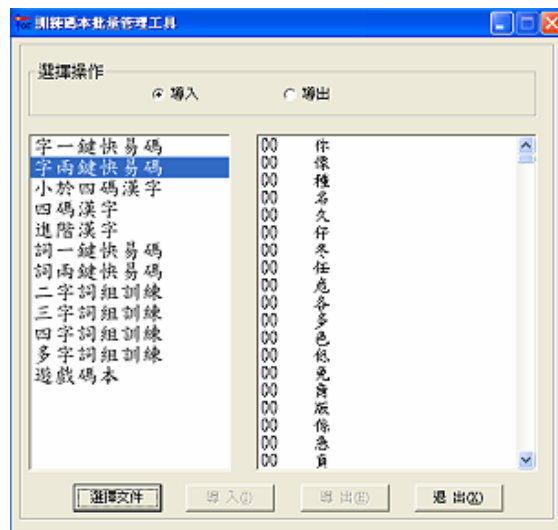 訓練碼本批量管理工具
選擇操作
導入
導出
字一鍵快易碼
字兩鍵快易碼
小於四碼漢字
四碼漢字
進階漢字
詞一鍵快易碼
詞兩鍵快易碼
二字詞組訓練
三字詞組訓練
四字詞組訓練
多字詞組訓練
遊戲碼本
00 你
00 像
00 種
00 名
00 久
00 仔
00 冬
00 任
00 危
00 各
00 多
00 色
00 低
00 免
00
00 版
00 條
00 急
00 負
選擇文件
導 入(I)
導 出(E)
退 出(X)